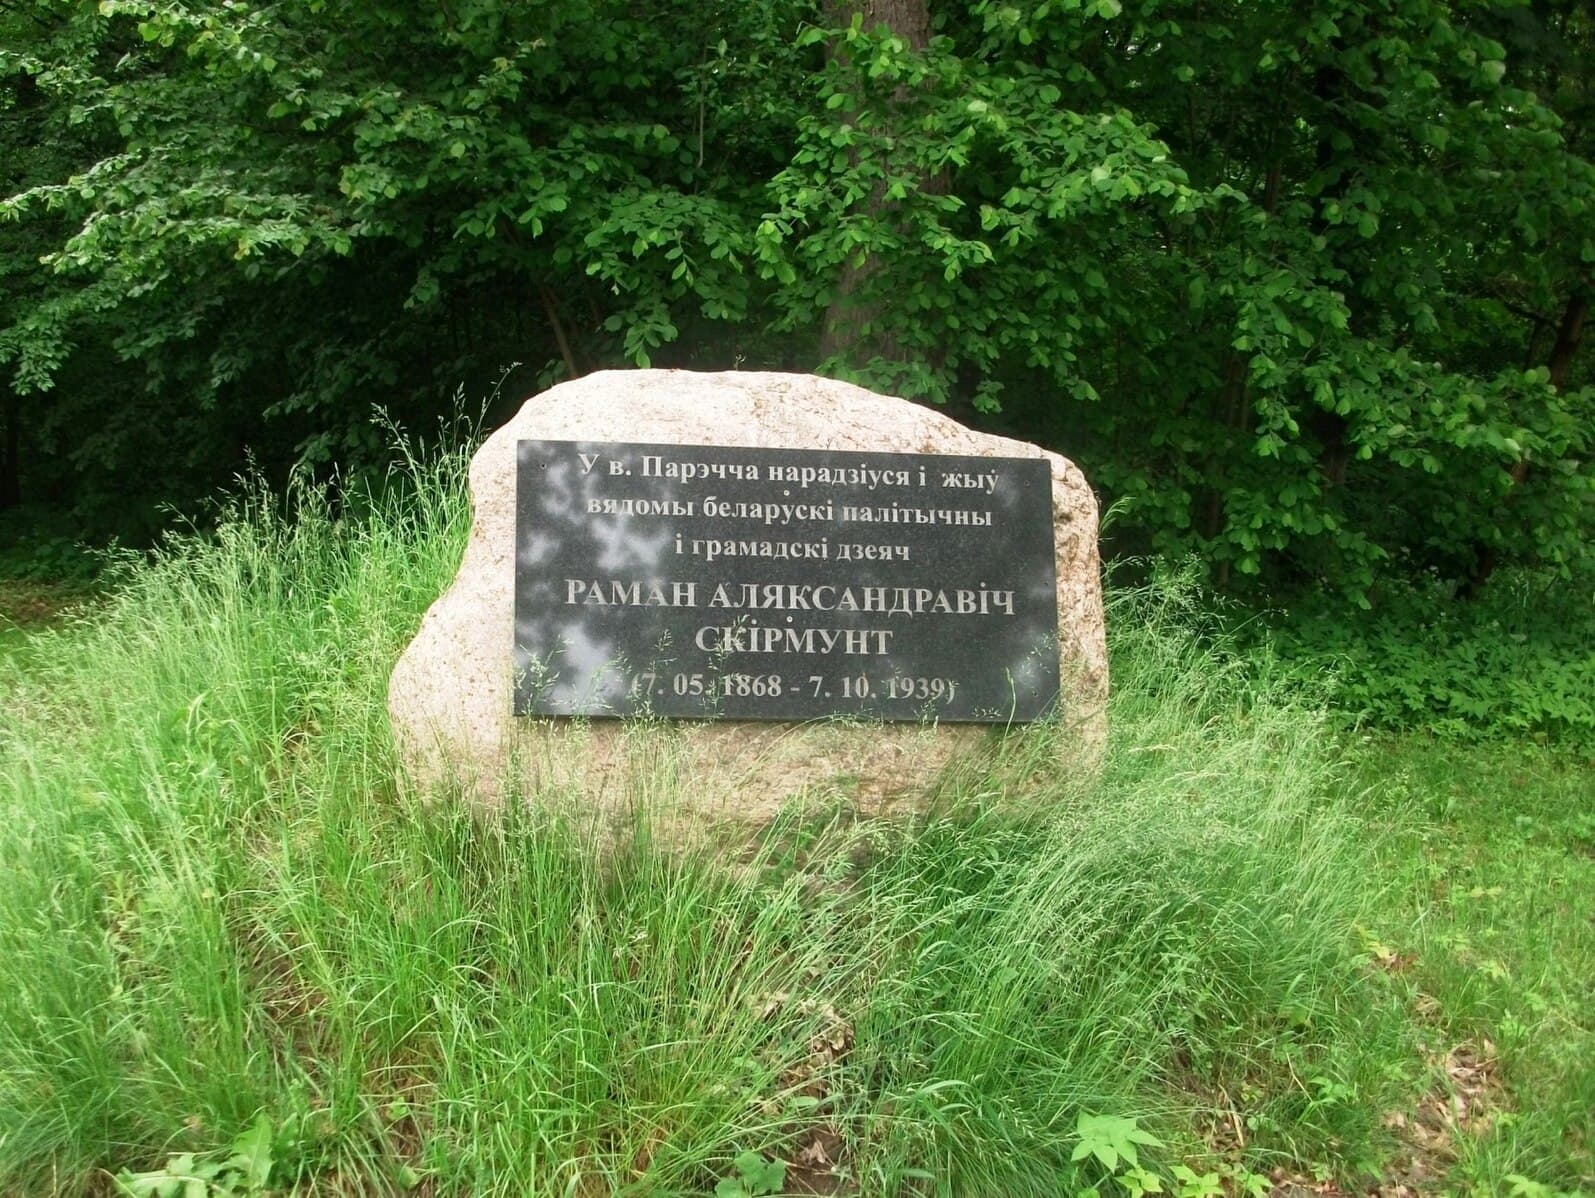 У в. Парэчча нарадзіуся і жыў
вядомы беларускі палітычны
і грамадскі дзеяч
РАМАН АЛЯКСАНДРАВІЧ
СКІРМУНТ
(7. 05. 1868 - 7. 10. 1939)